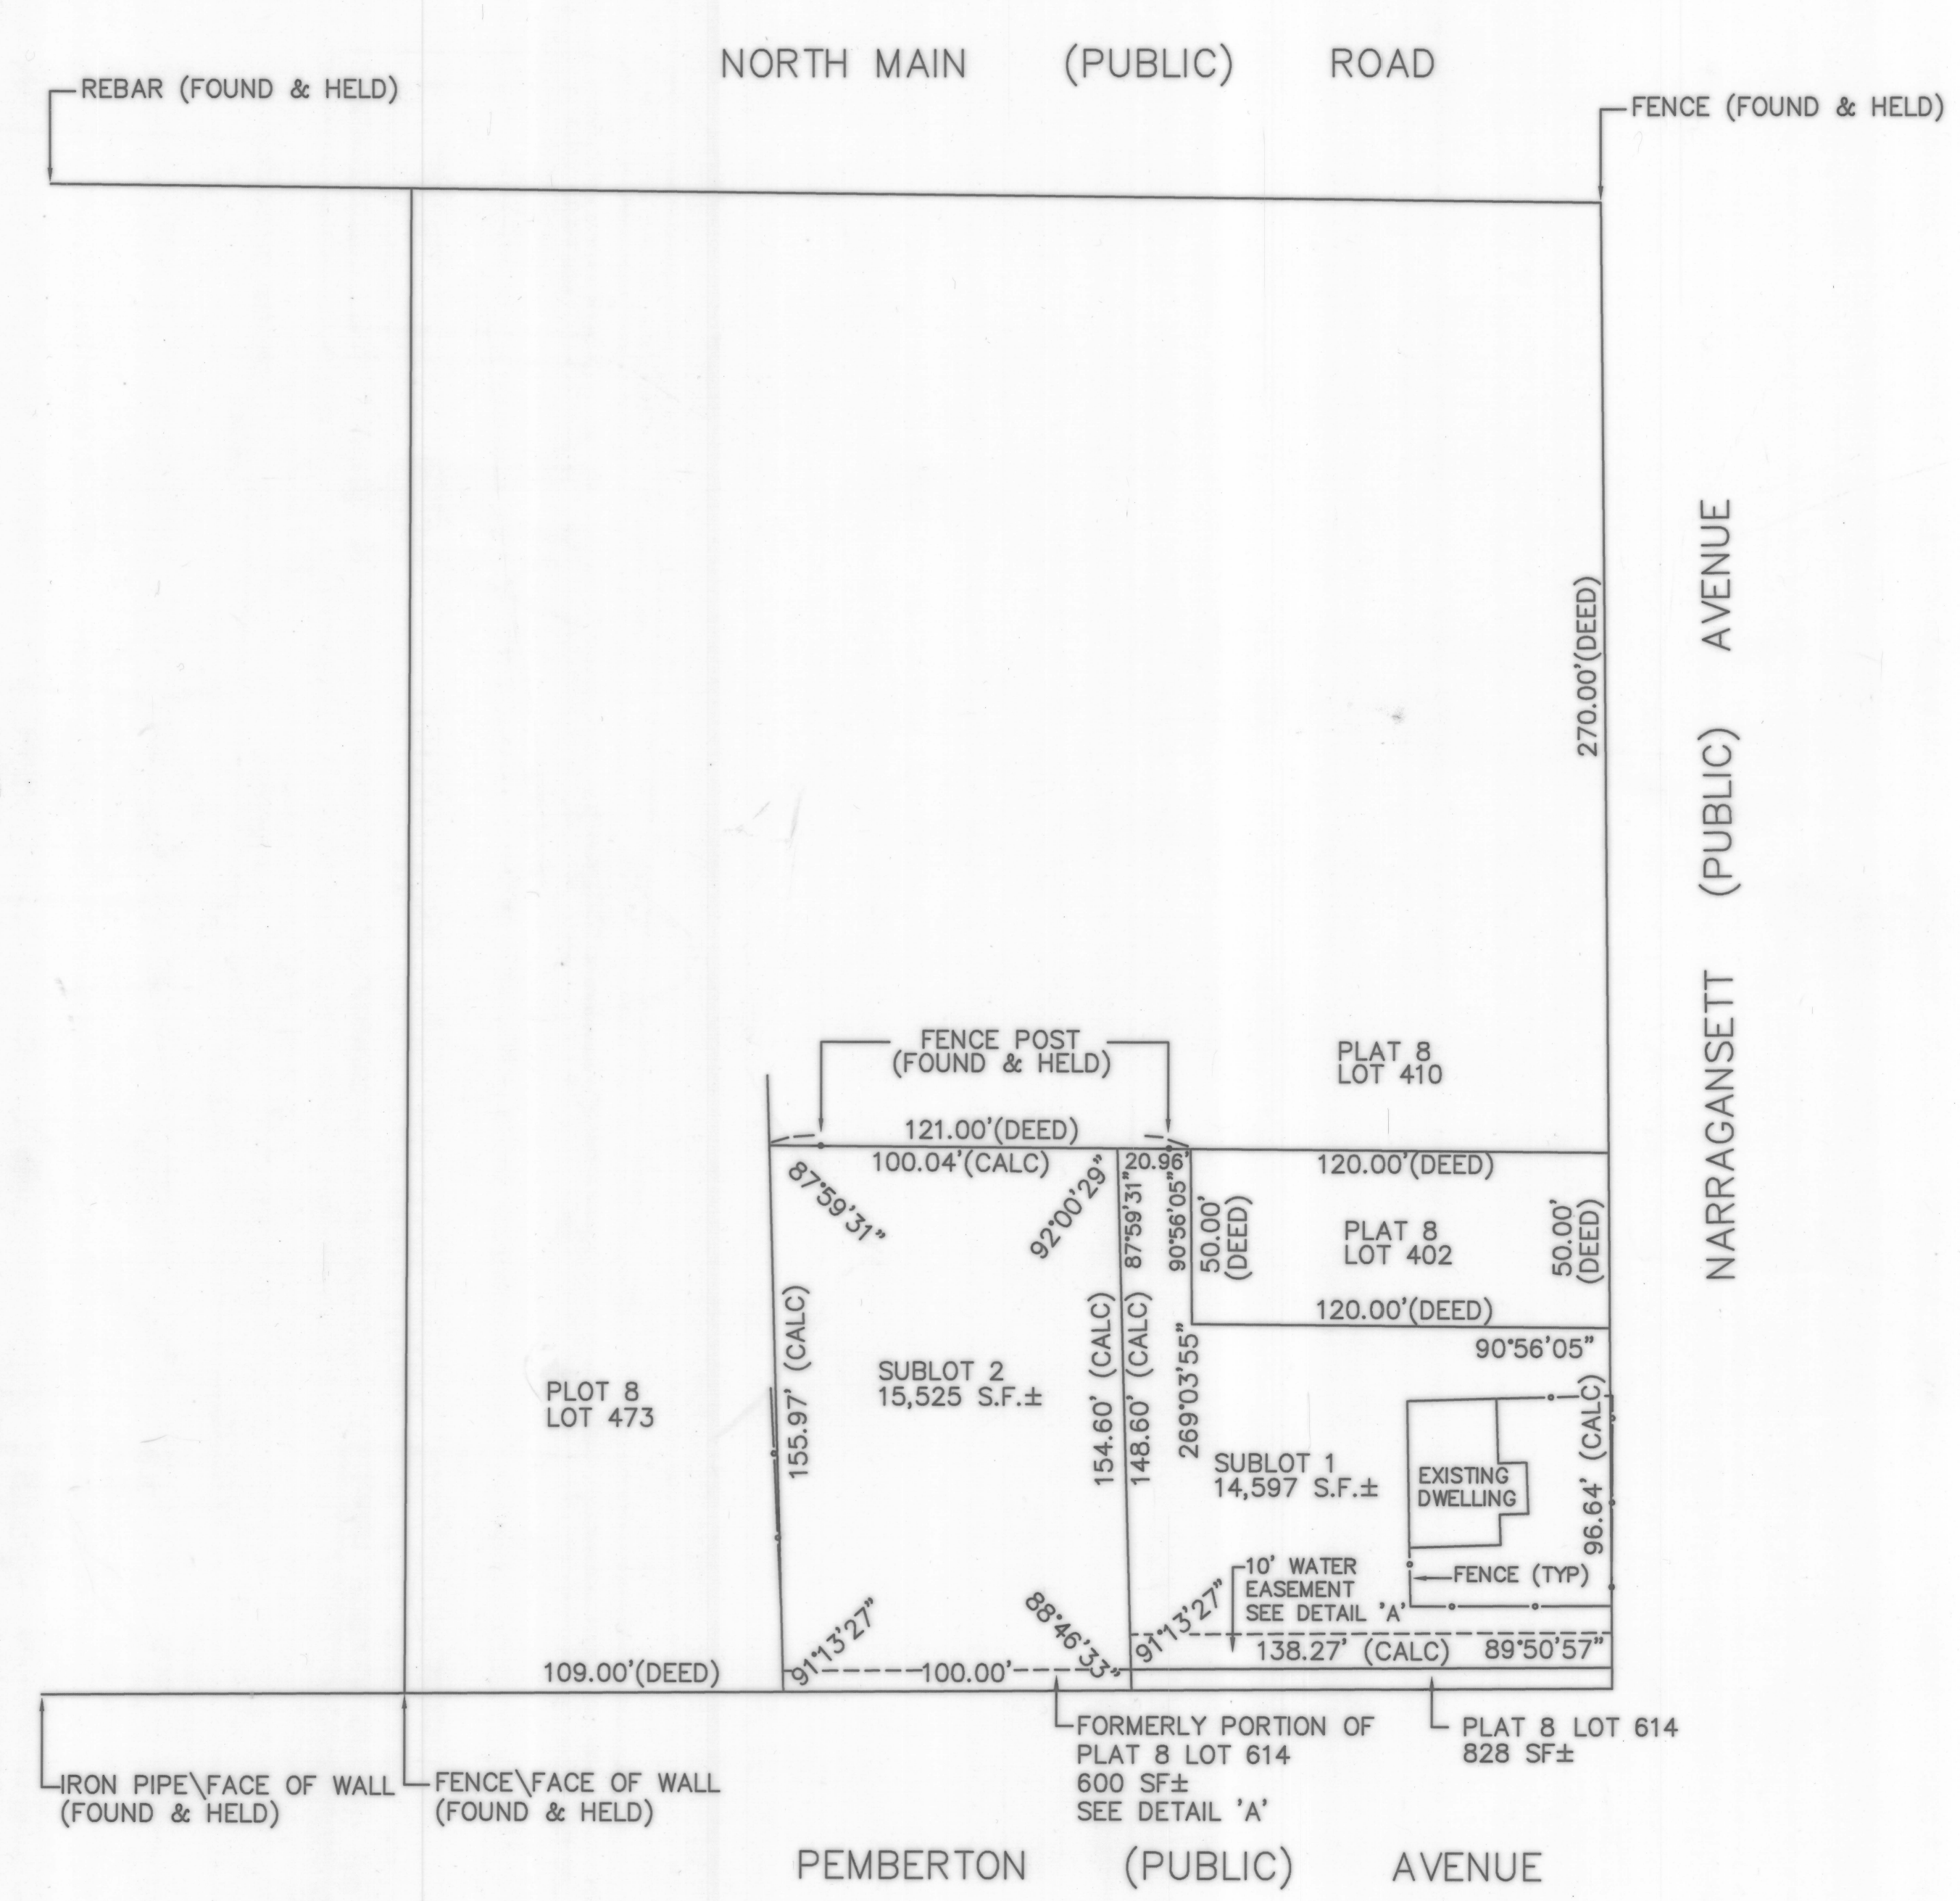 NORTH MAIN (PUBLIC) ROAD
REBAR (FOUND & HELD)
FENCE (FOUND & HELD)
270.00'(DEED)
NARRAGANSETT (PUBLIC) AVENUE
FENCE POST
(FOUND & HELD)
PLAT 8
LOT 410
121.00'(DEED)
100.04'(CALC)
20.96'
120.00'(DEED)
87°59'31"
92°00'29"
87°59'31"
90°56'05"
50.00'
(DEED)
PLAT 8
LOT 402
50.00'
(DEED)
120.00'(DEED)
90°56'05"
269°03'55"
155.97' (CALC)
154.60' (CALC)
148.60' (CALC)
96.64' (CALC)
PLOT 8
LOT 473
SUBLOT 2
15,525 S.F.±
SUBLOT 1
14,597 S.F.±
EXISTING
DWELLING
FENCE (TYP)
10' WATER
EASEMENT
SEE DETAIL 'A'
91°13'27"
88°46'33"
91°13'27"
138.27' (CALC)
89°50'57"
109.00'(DEED)
100.00'
FORMERLY PORTION OF
PLAT 8 LOT 614
600 SF±
SEE DETAIL 'A'
PLAT 8 LOT 614
828 SF±
IRON PIPE\FACE OF WALL
(FOUND & HELD)
FENCE\FACE OF WALL
(FOUND & HELD)
PEMBERTON (PUBLIC) AVENUE